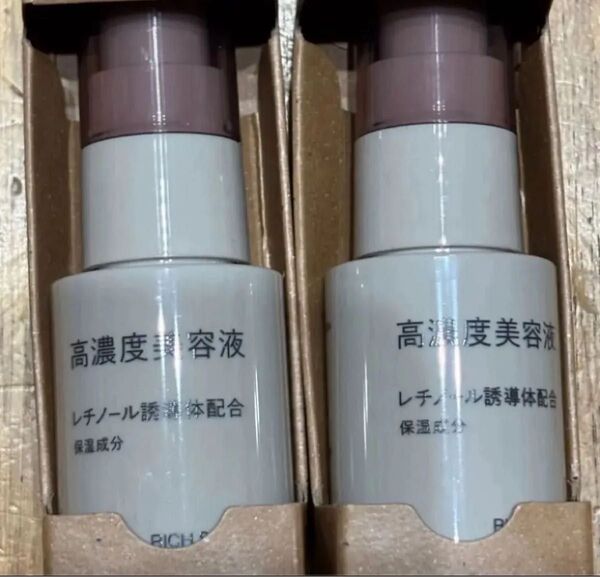 高濃度美容液
レチノール誘導体配合
保湿成分
RICH
高濃度美容液
レチノール誘導体配合
保湿成分